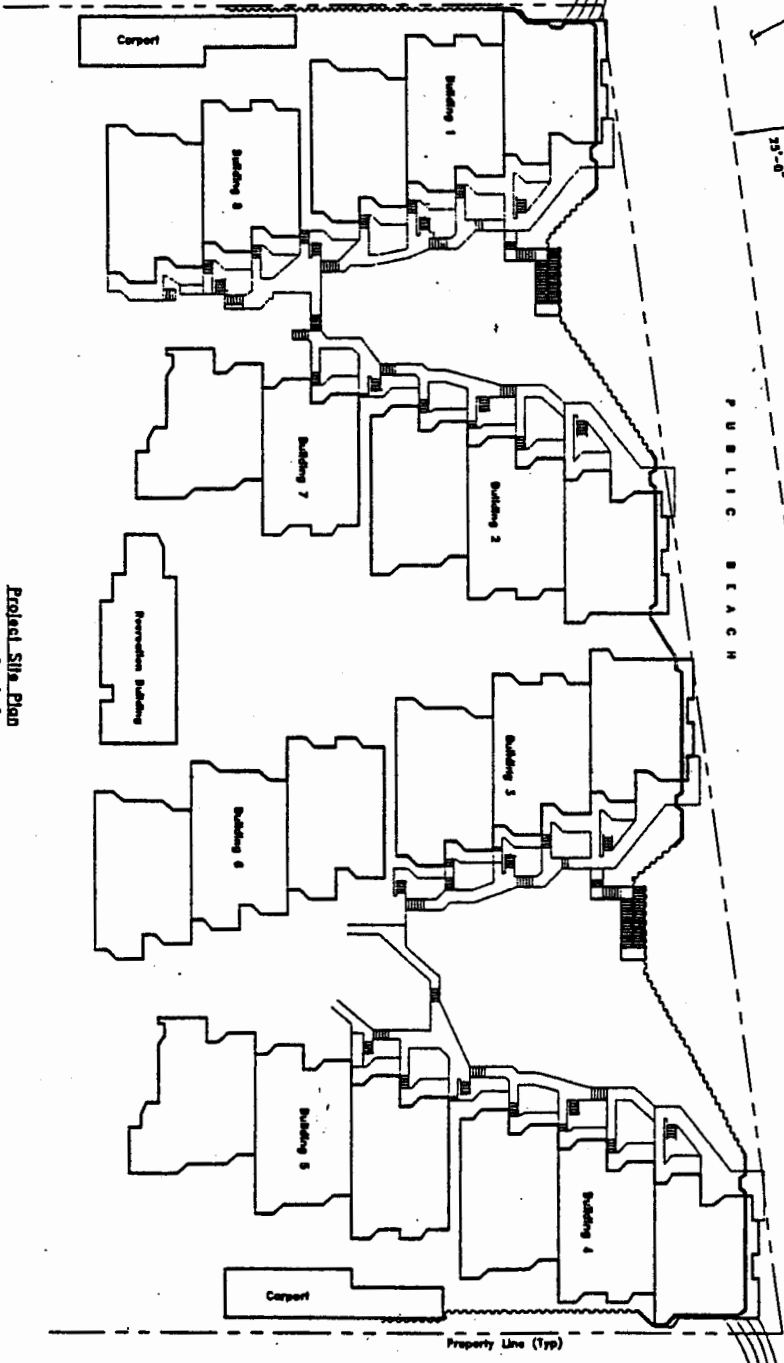 Carport
Building 1
Building 8
25'-0"
PUBLIC BEACH
Building 7
Building 2
Recreation Building
Project Site Plan
Building 3
Building 6
Building 5
Building 4
Carport
Property Line (Typ)